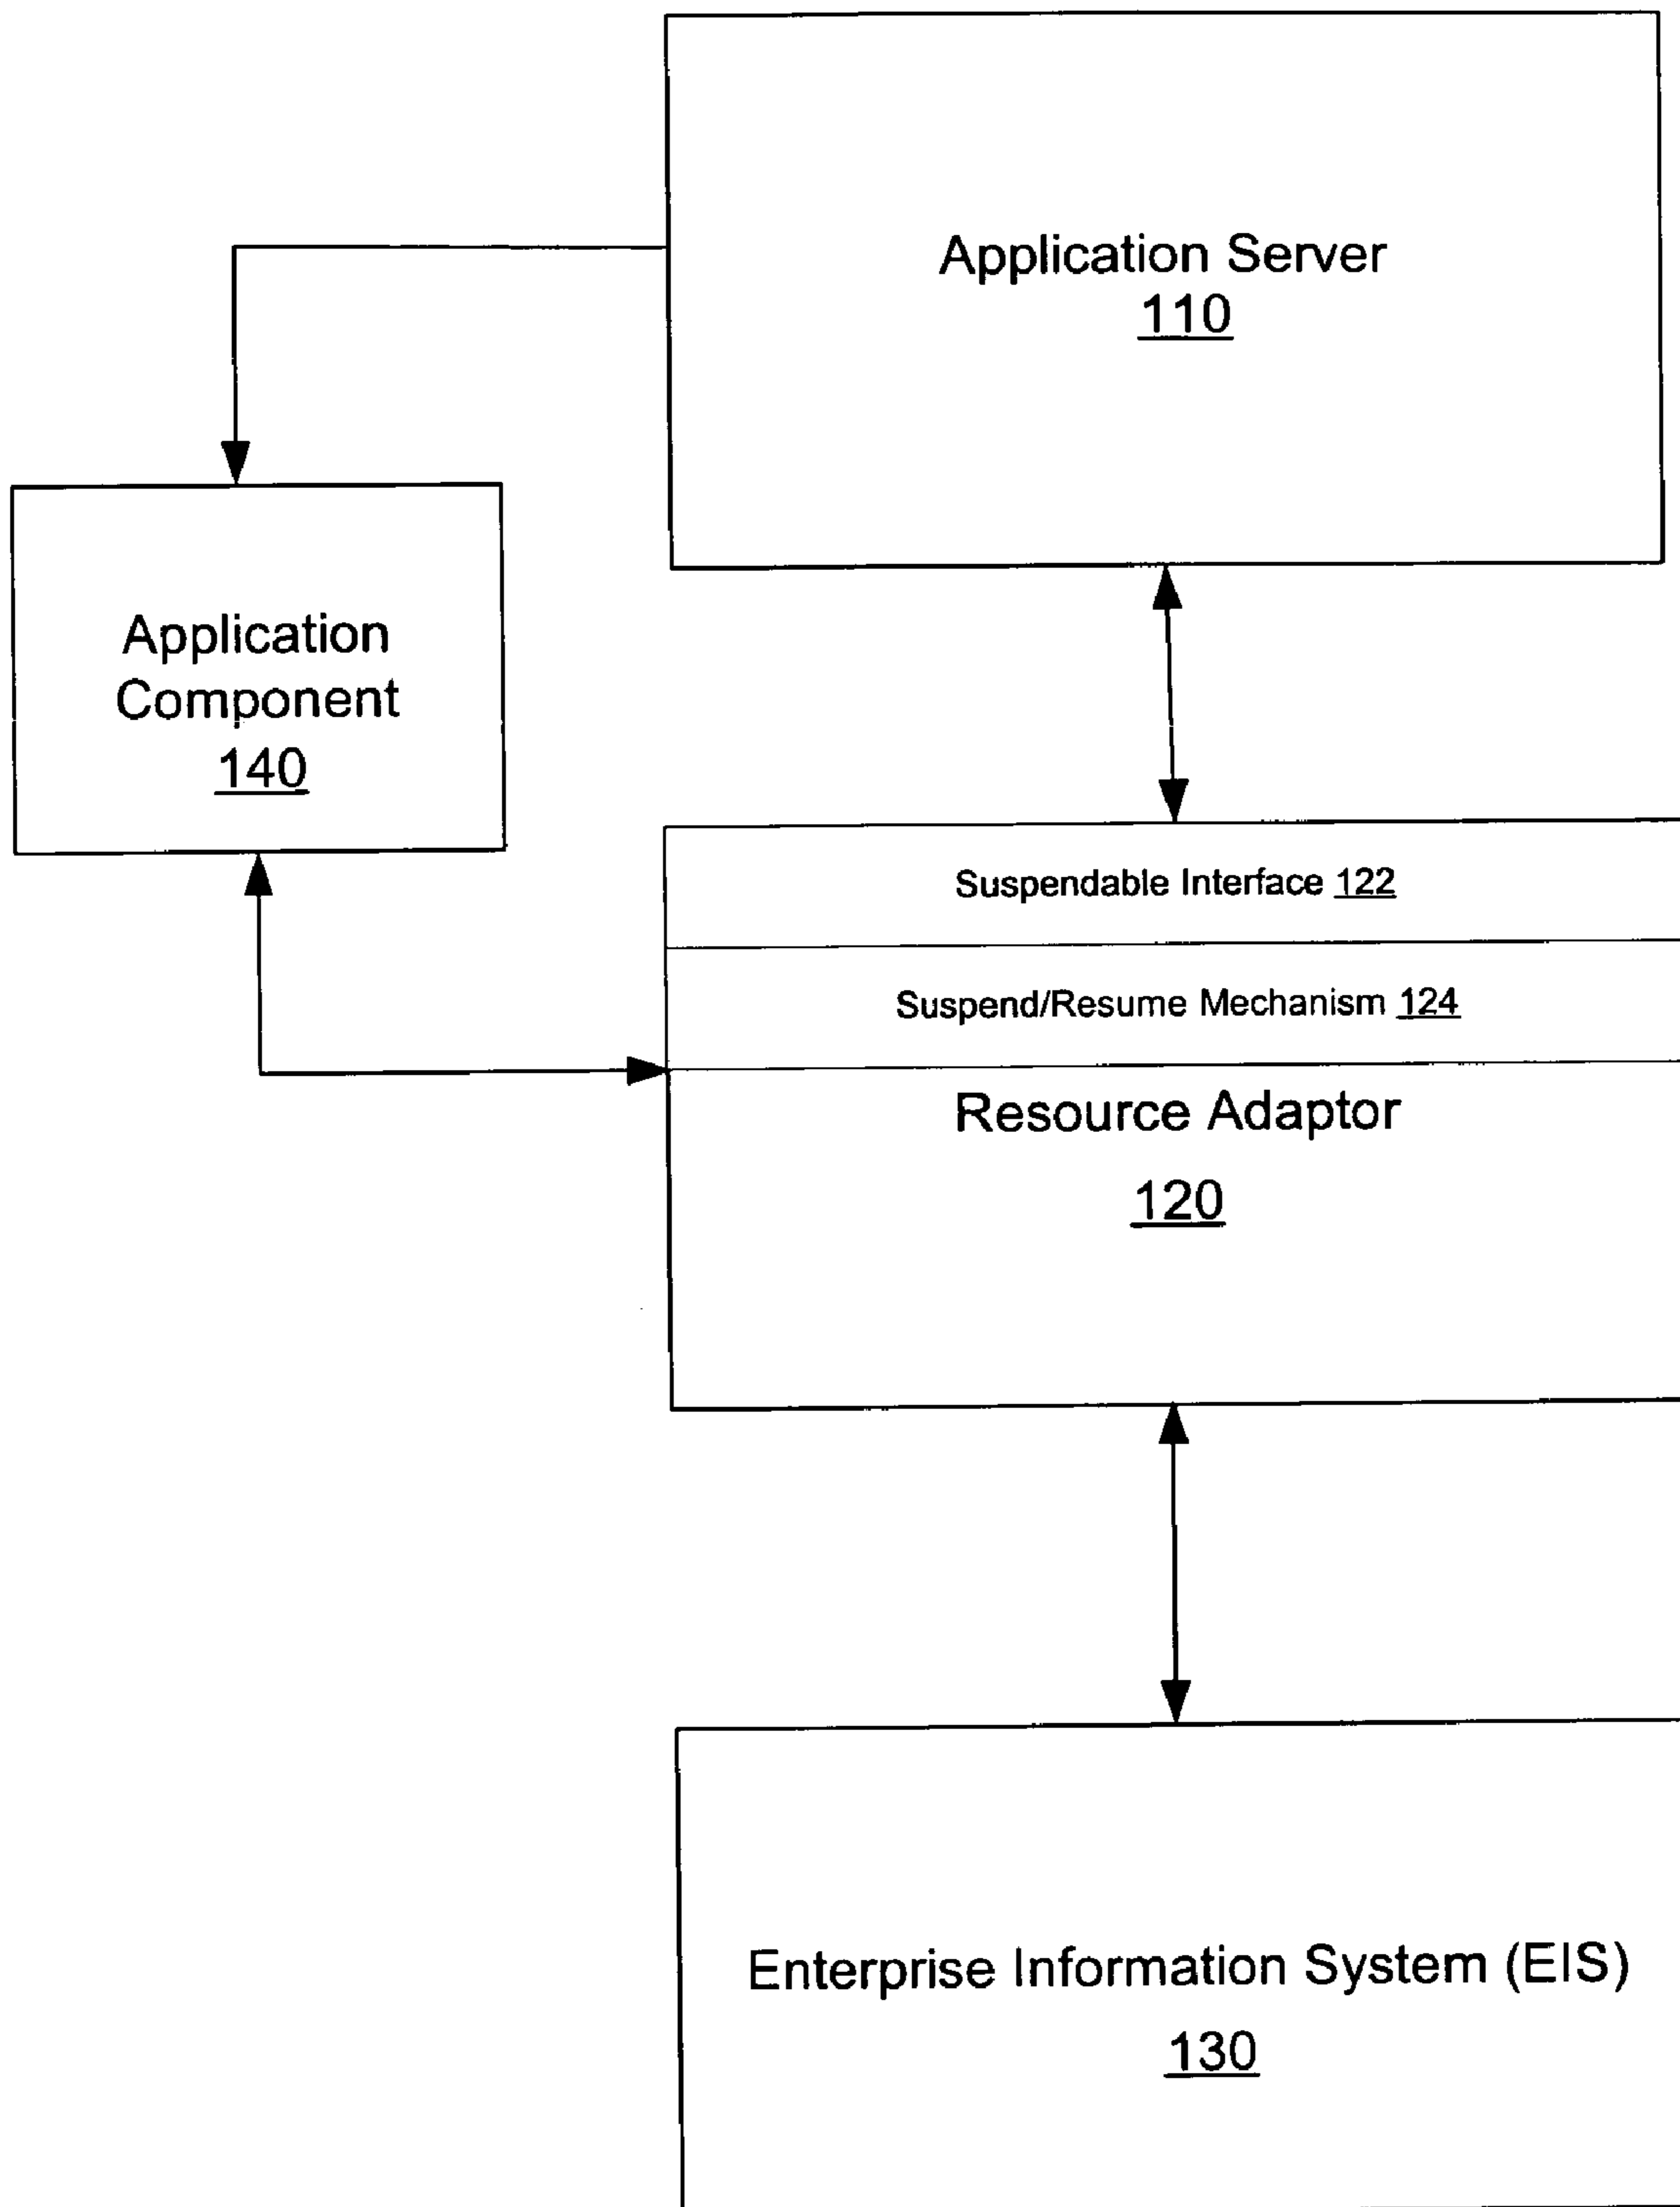 Application Server
110
Application
Component
140
Suspendable Interface 122
Suspend/Resume Mechanism 124
Resource Adaptor
120
Enterprise Information System (EIS)
130